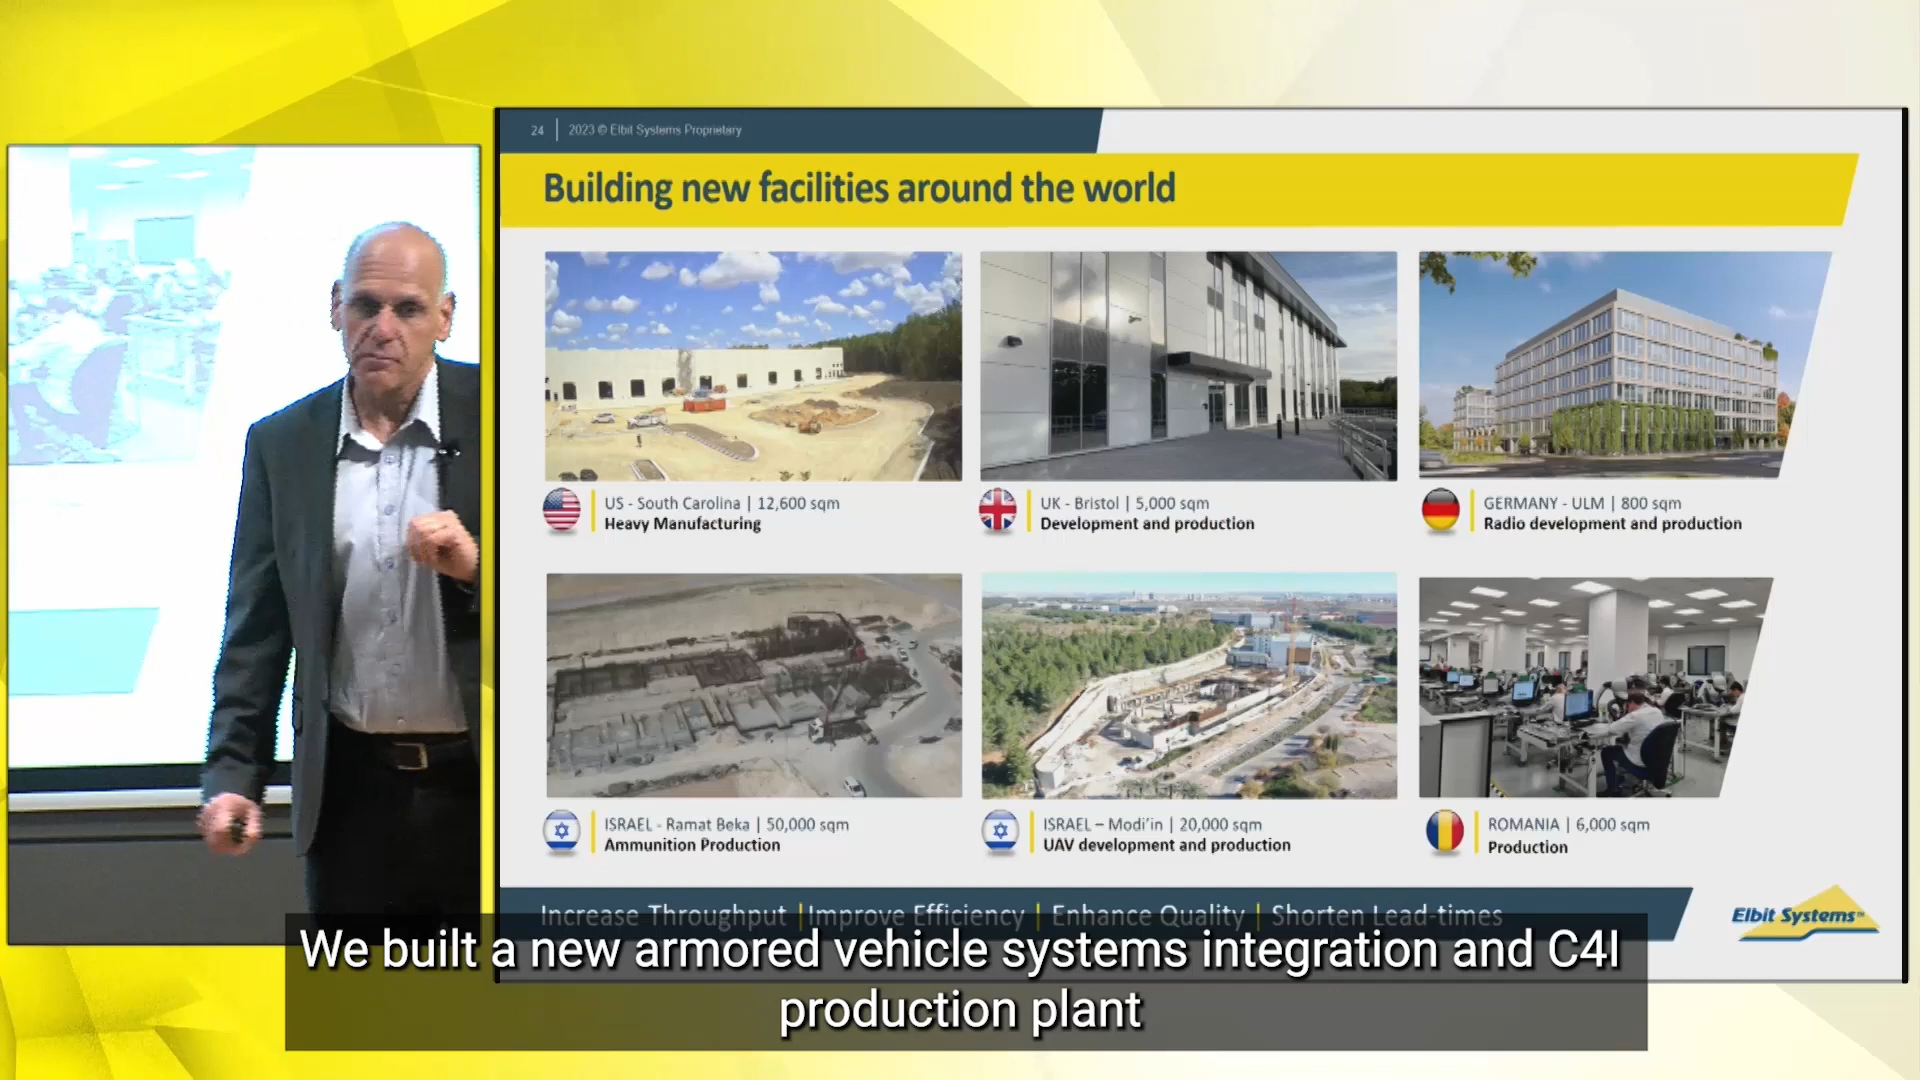 24 | 2023 © Elbit Systems Proprietary
Building new facilities around the world
US - South Carolina | 12,600 sqm
Heavy Manufacturing
UK - Bristol | 5,000 sqm
Development and production
GERMANY - ULM | 800 sqm
Radio development and production
ISRAEL - Ramat Beka | 50,000 sqm
Ammunition Production
ISRAEL – Modi'in | 20,000 sqm
UAV development and production
ROMANIA | 6,000 sqm
Production
Increase Throughput | Improve Efficiency | Enhance Quality | Shorten Lead-times
Elbit Systems™
We built a new armored vehicle systems integration and C4I
production plant